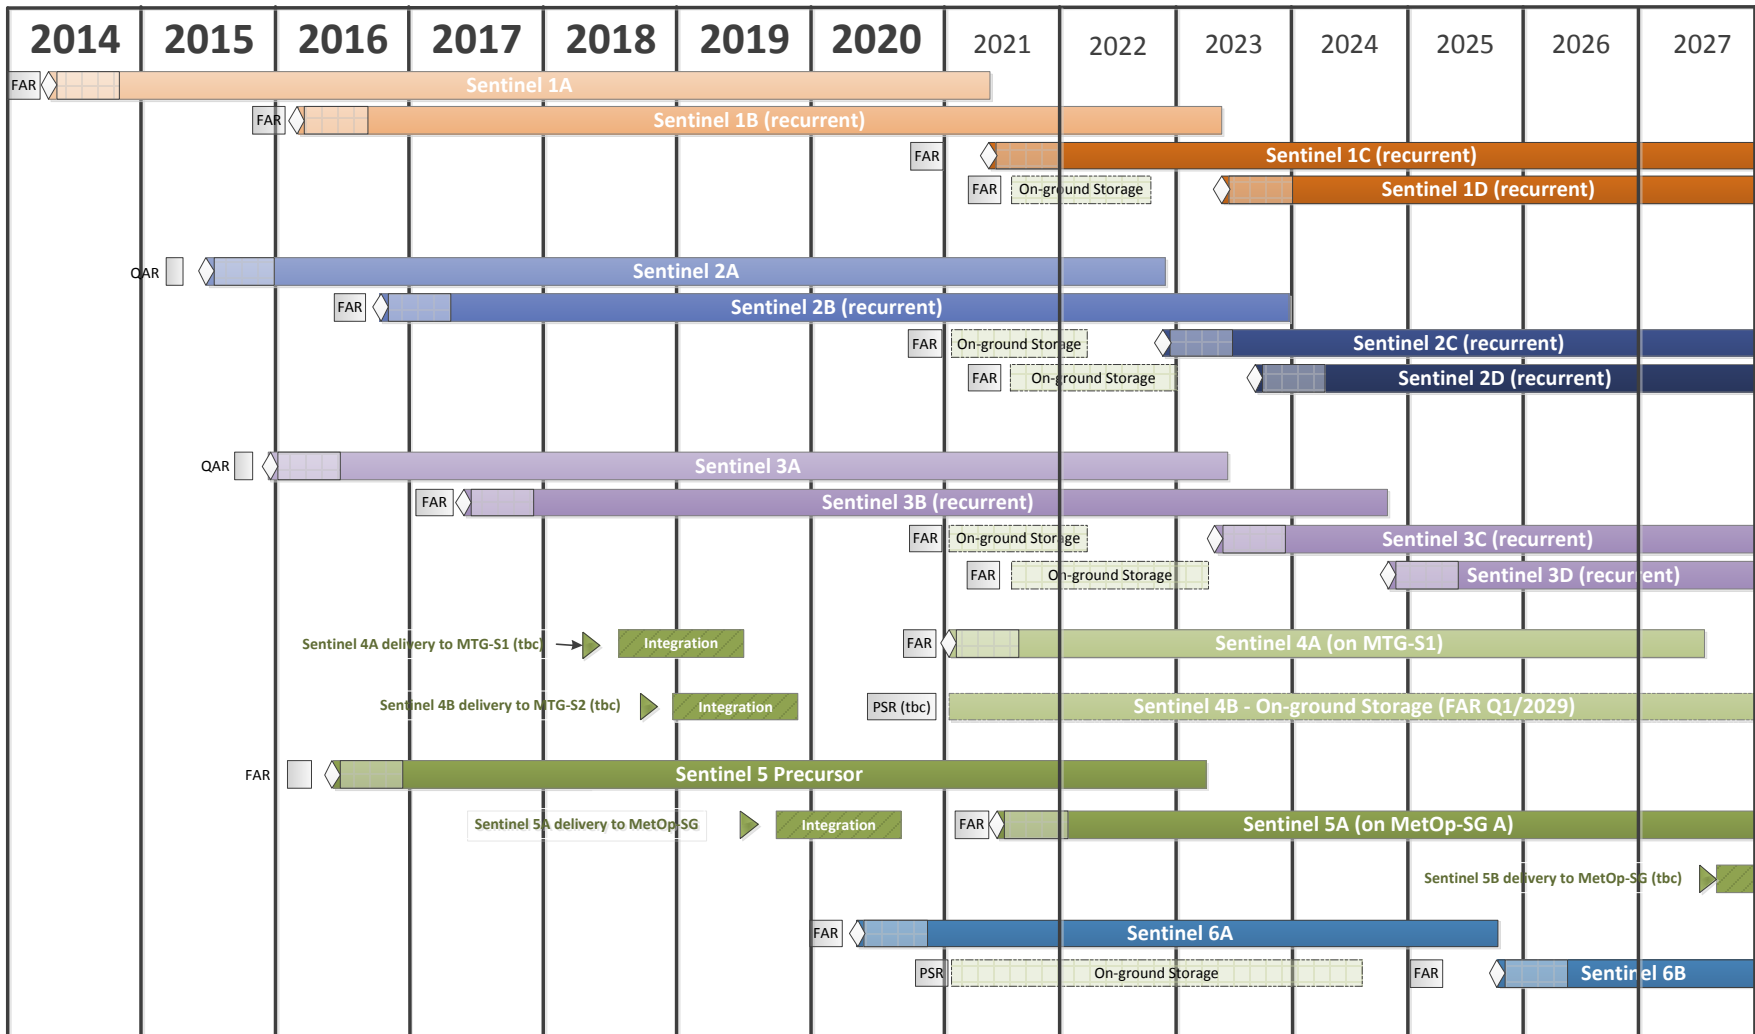 2014 2015 2016 2017 2018 2019 2020 2021 2022 2023 2024 2025 2026 2027
FAR Sentinel 1A
FAR Sentinel 1B (recurrent)
FAR Sentinel 1C (recurrent)
FAR On-ground Storage Sentinel 1D (recurrent)
QAR Sentinel 2A
FAR Sentinel 2B (recurrent)
FAR On-ground Storage Sentinel 2C (recurrent)
FAR On-ground Storage Sentinel 2D (recurrent)
QAR Sentinel 3A
FAR Sentinel 3B (recurrent)
FAR On-ground Storage Sentinel 3C (recurrent)
FAR On-ground Storage Sentinel 3D (recurrent)
Sentinel 4A delivery to MTG-S1 (tbc) Integration FAR Sentinel 4A (on MTG-S1)
Sentinel 4B delivery to MTG-S2 (tbc) Integration PSR (tbc) Sentinel 4B - On-ground Storage (FAR Q1/2029)
FAR Sentinel 5 Precursor
Sentinel 5A delivery to MetOp-SG Integration FAR Sentinel 5A (on MetOp-SG A)
Sentinel 5B delivery to MetOp-SG (tbc)
FAR Sentinel 6A
PSR On-ground Storage FAR Sentinel 6B